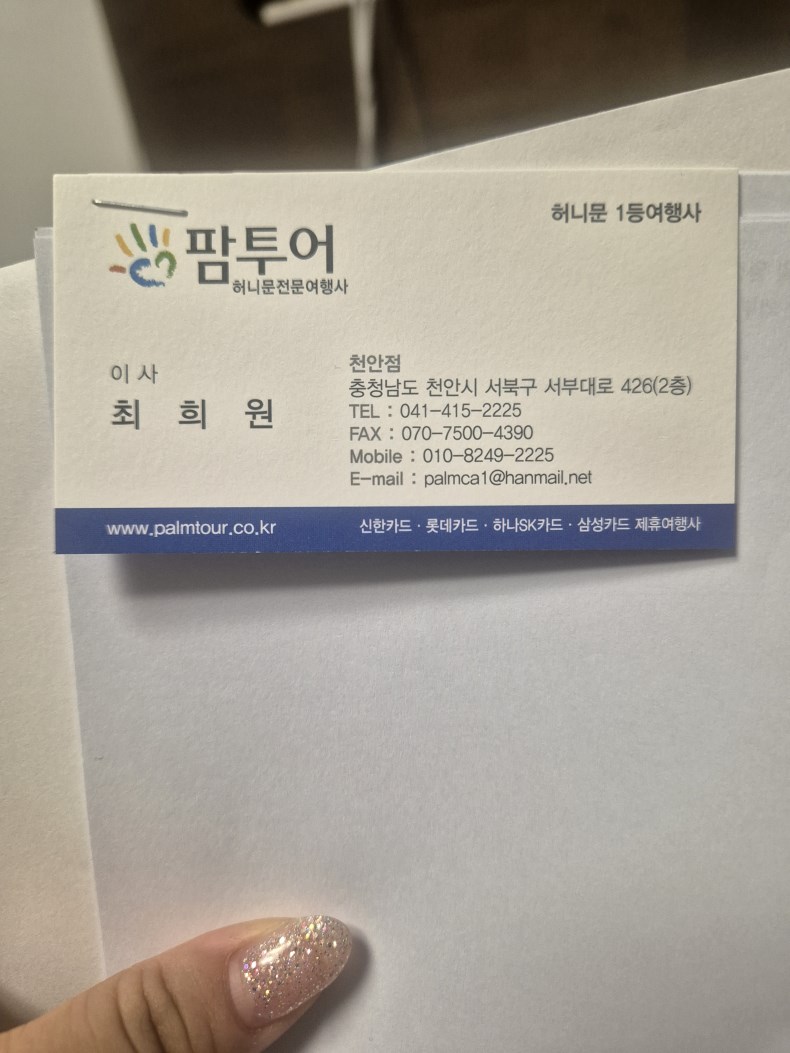 허니문 1등여행사
팜투어
허니문전문여행사
이사
최 희 원
천안점
충청남도 천안시 서북구 서부대로 426(2층)
TEL : 041-415-2225
FAX : 070-7500-4390
Mobile : 010-8249-2225
E-mail : palmca1@hanmail.net
www.palmtour.co.kr
신한카드 · 롯데카드 · 하나SK카드 · 삼성카드 제휴여행사